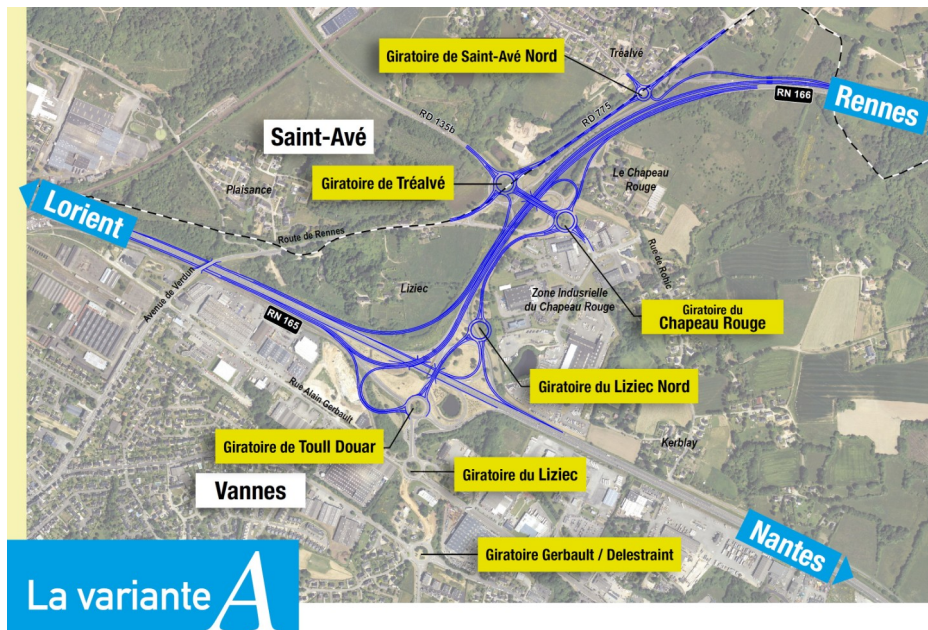 Tréalvé
Giratoire de Saint-Avé Nord
RN 166
Rennes
RD 775
RD 135b
Saint-Avé
Giratoire de Tréalvé
Plaisance
Le Chapeau
Rouge
Lorient
Route de Rennes
Rue de Rohic
Avenue de Verdun
Liziec
Zone Indusrielle
du Chapeau Rouge
Giratoire du
Chapeau Rouge
RN 165
Giratoire du Liziec Nord
Rue Alain Gerbault
Giratoire de Toull Douar
Kerblay
Giratoire du Liziec
Vannes
Nantes
Giratoire Gerbault / Delestraint
La variante A